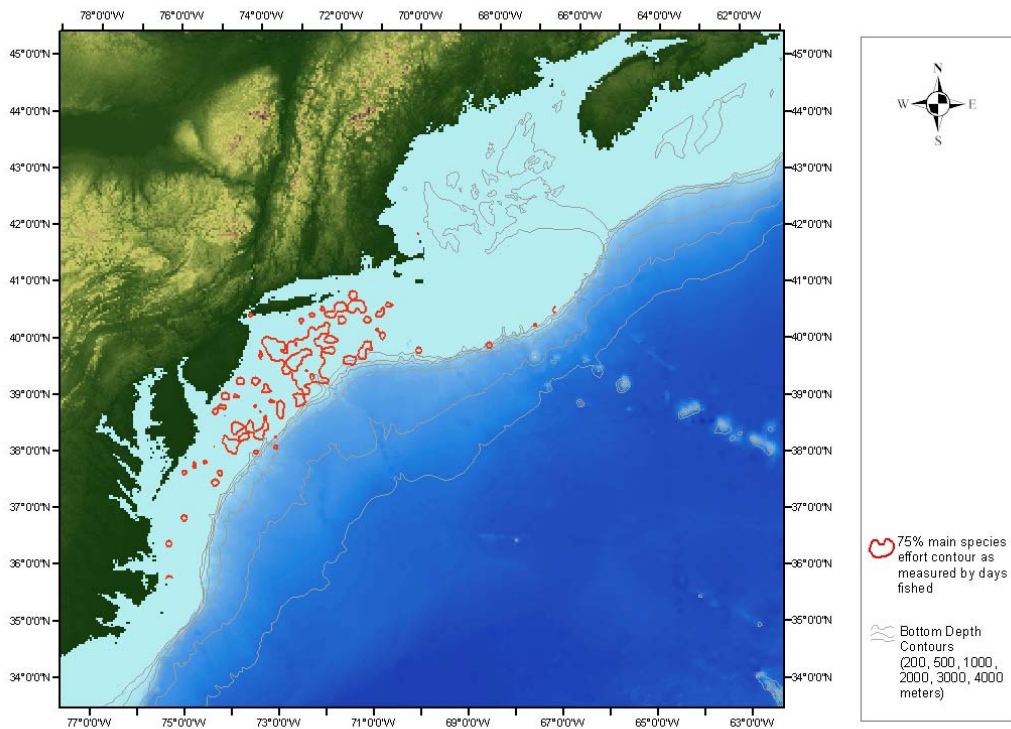 78°0'0"W 76°0'0"W 74°0'0"W 72°0'0"W 70°0'0"W 68°0'0"W 66°0'0"W 64°0'0"W 62°0'0"W
45°0'0"N 45°0'0"N
44°0'0"N 44°0'0"N
43°0'0"N 43°0'0"N
42°0'0"N 42°0'0"N
41°0'0"N 41°0'0"N
40°0'0"N 40°0'0"N
39°0'0"N 39°0'0"N
38°0'0"N 38°0'0"N
37°0'0"N 37°0'0"N
36°0'0"N 36°0'0"N
35°0'0"N 35°0'0"N
34°0'0"N 34°0'0"N
77°0'0"W 75°0'0"W 73°0'0"W 71°0'0"W 69°0'0"W 67°0'0"W 65°0'0"W 63°0'0"W
N
W E
S
75% main species
effort contour as
measured by days
fished
Bottom Depth
Contours
(200, 500, 1000,
2000, 3000, 4000
meters)